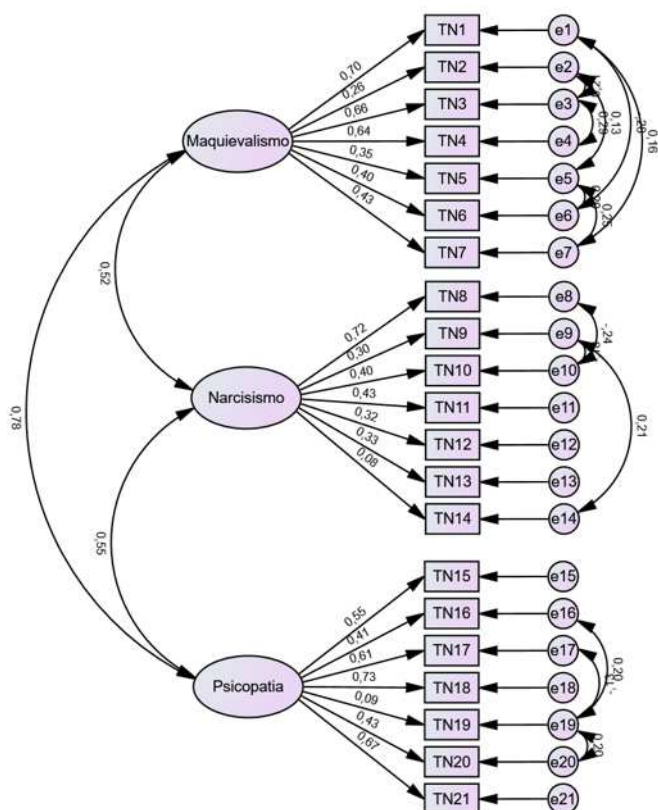 TN1
e1
0,70
TN2
e2
0,26
TN3
e3
0,66
Maquievalismo
TN4
e4
0,64
0,29
0,13
0,16
TN5
e5
0,35
TN6
e6
0,40
0,25
TN7
e7
0,43
0,52
TN8
e8
0,72
-,24
TN9
e9
0,30
TN10
e10
0,40
Narcisismo
TN11
e11
0,43
0,21
TN12
e12
0,32
TN13
e13
0,33
TN14
e14
0,08
0,78
0,55
TN15
e15
0,55
TN16
e16
0,41
TN17
e17
0,61
0,20
Psicopatia
TN18
e18
0,73
TN19
e19
0,09
0,20
TN20
e20
0,43
TN21
e21
0,67